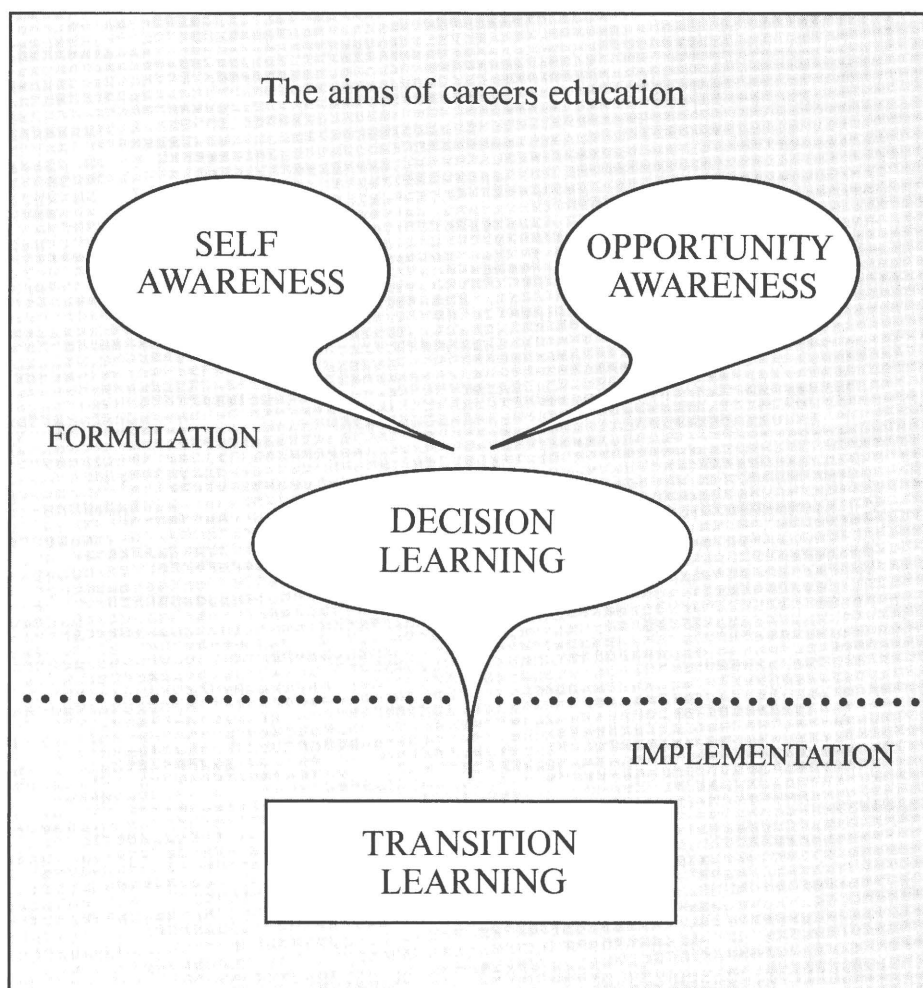 The aims of careers education
SELF
AWARENESS
OPPORTUNITY
AWARENESS
FORMULATION
DECISION
LEARNING
IMPLEMENTATION
TRANSITION
LEARNING